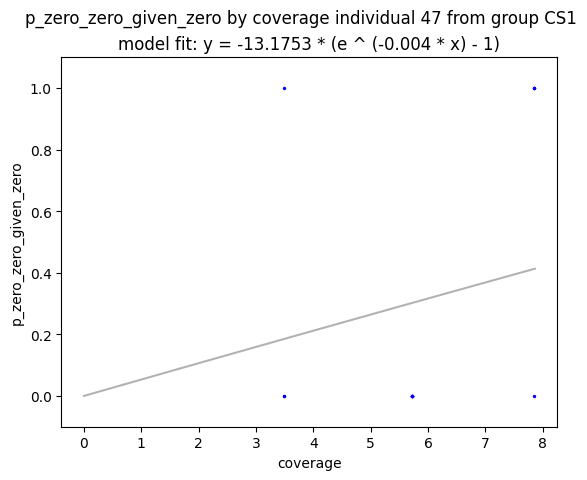 p_zero_zero_given_zero by coverage individual 47 from group CS1
model fit: y = -13.1753 * (e ^ (-0.004 * x) - 1)
1.0
0.8
0.6
0.4
0.2
0.0
p_zero_zero_given_zero
0 1 2 3 4 5 6 7 8
coverage